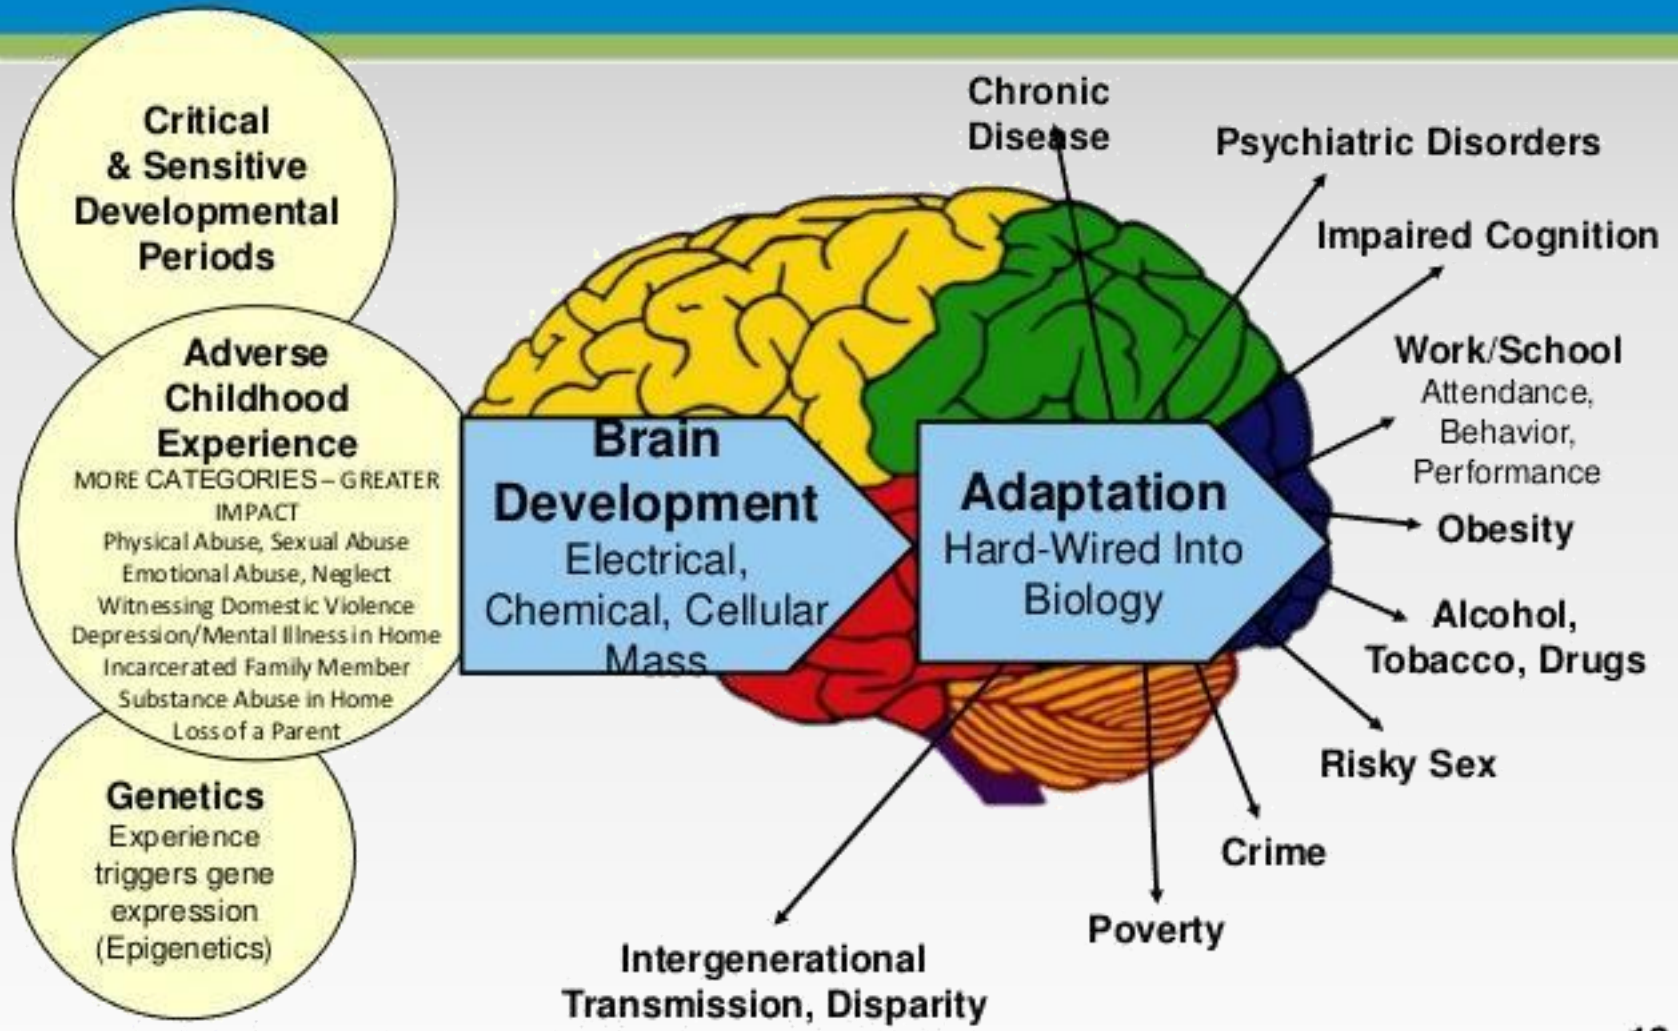 Critical
& Sensitive
Developmental
Periods
Adverse
Childhood
Experience
MORE CATEGORIES – GREATER
IMPACT
Physical Abuse, Sexual Abuse
Emotional Abuse, Neglect
Witnessing Domestic Violence
Depression/Mental Illness in Home
Incarcerated Family Member
Substance Abuse in Home
Loss of a Parent
Genetics
Experience
triggers gene
expression
(Epigenetics)
Brain
Development
Electrical,
Chemical, Cellular
Mass
Adaptation
Hard-Wired Into
Biology
Chronic
Disease
Psychiatric Disorders
Impaired Cognition
Work/School
Attendance,
Behavior,
Performance
Obesity
Alcohol,
Tobacco, Drugs
Risky Sex
Crime
Poverty
Intergenerational
Transmission, Disparity